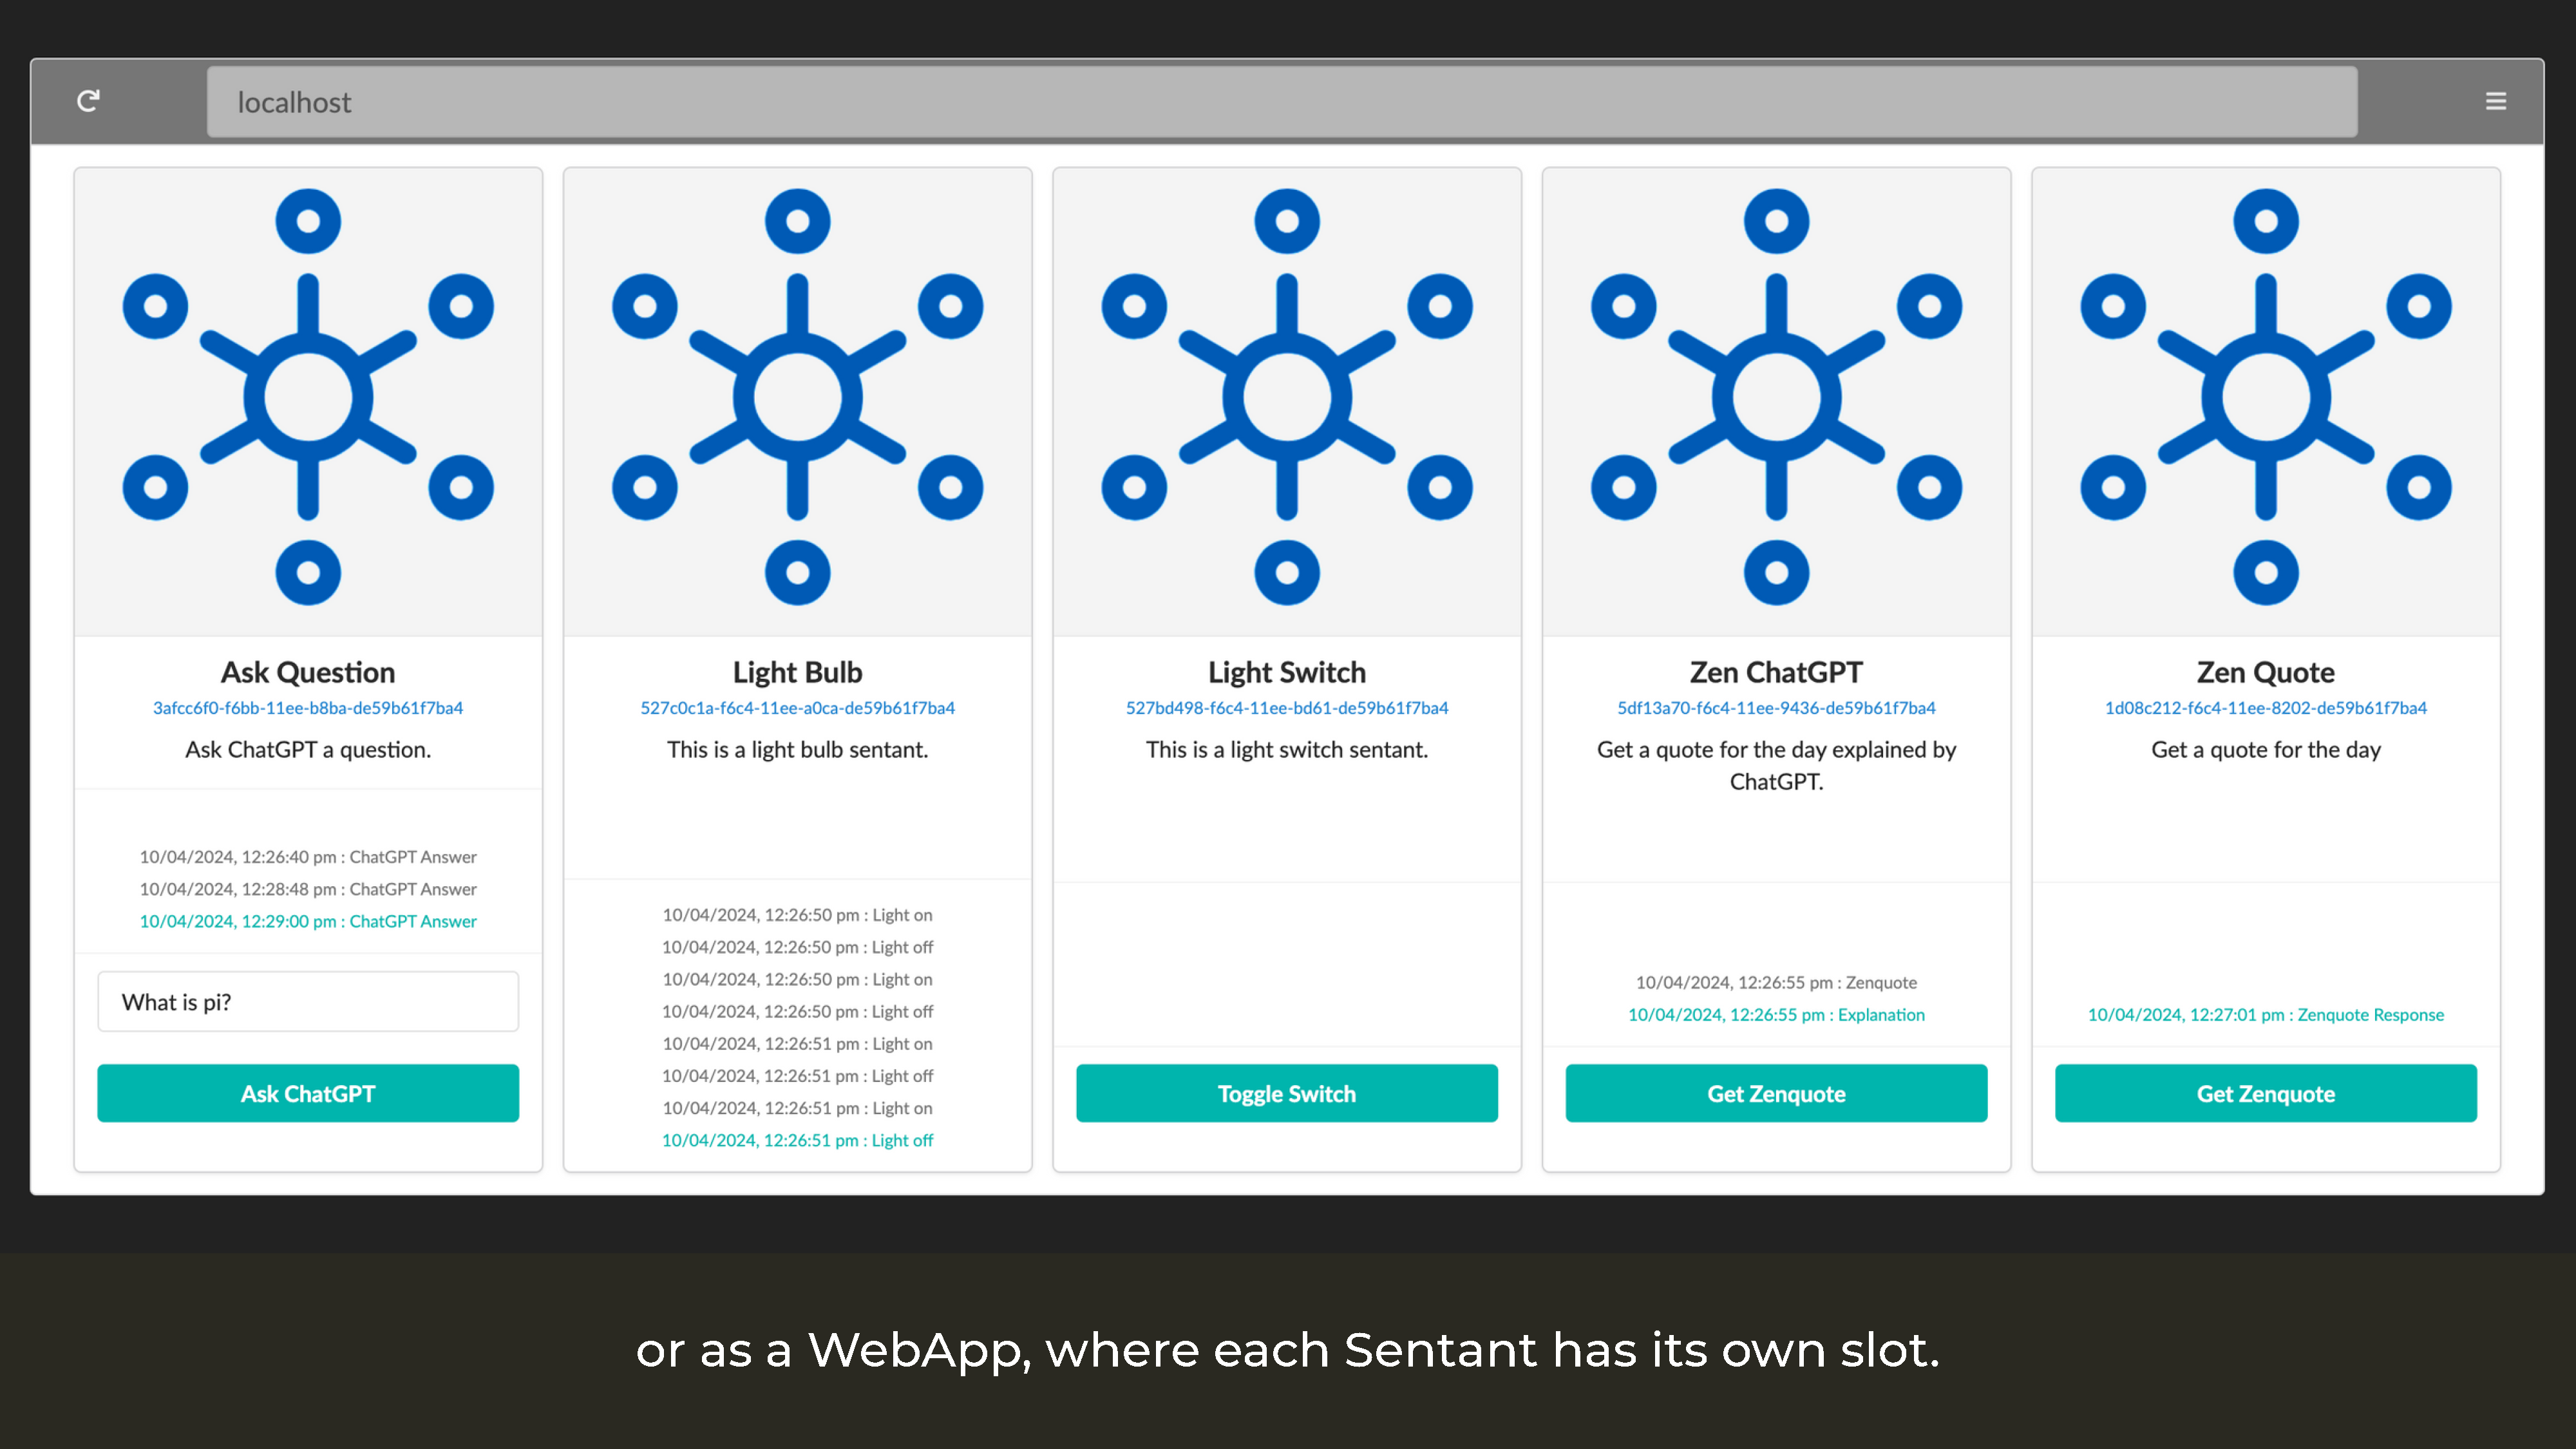 localhost
Ask Question
3afcc6f0-f6bb-11ee-b8ba-de59b61f7ba4
Ask ChatGPT a question.
10/04/2024, 12:26:40 pm : ChatGPT Answer
10/04/2024, 12:28:48 pm : ChatGPT Answer
10/04/2024, 12:29:00 pm : ChatGPT Answer
What is pi?
Ask ChatGPT
Light Bulb
527c0c1a-f6c4-11ee-a0ca-de59b61f7ba4
This is a light bulb sentant.
10/04/2024, 12:26:50 pm : Light on
10/04/2024, 12:26:50 pm : Light off
10/04/2024, 12:26:50 pm : Light on
10/04/2024, 12:26:50 pm : Light off
10/04/2024, 12:26:51 pm : Light on
10/04/2024, 12:26:51 pm : Light off
10/04/2024, 12:26:51 pm : Light on
10/04/2024, 12:26:51 pm : Light off
Light Switch
527bd498-f6c4-11ee-bd61-de59b61f7ba4
This is a light switch sentant.
Toggle Switch
Zen ChatGPT
5df13a70-f6c4-11ee-9436-de59b61f7ba4
Get a quote for the day explained by
ChatGPT.
10/04/2024, 12:26:55 pm : Zenquote
10/04/2024, 12:26:55 pm : Explanation
Get Zenquote
Zen Quote
1d08c212-f6c4-11ee-8202-de59b61f7ba4
Get a quote for the day
10/04/2024, 12:27:01 pm : Zenquote Response
Get Zenquote
or as a WebApp, where each Sentant has its own slot.